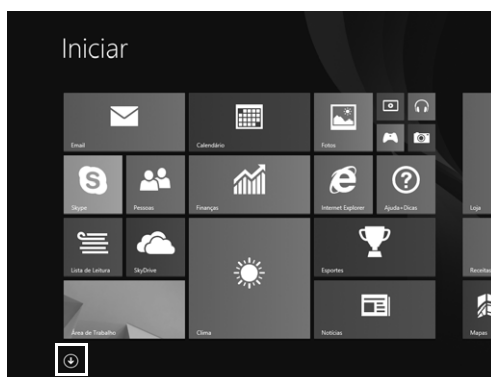 Iniciar
Email
Calendário
Fotos
Skype
Pessoas
Finanças
Internet Explorer
Ajuda+Dicas
Loja
Lista de Leitura
SkyDrive
Esportes
Receitas
Área de Trabalho
Clima
Notícias
Mapas